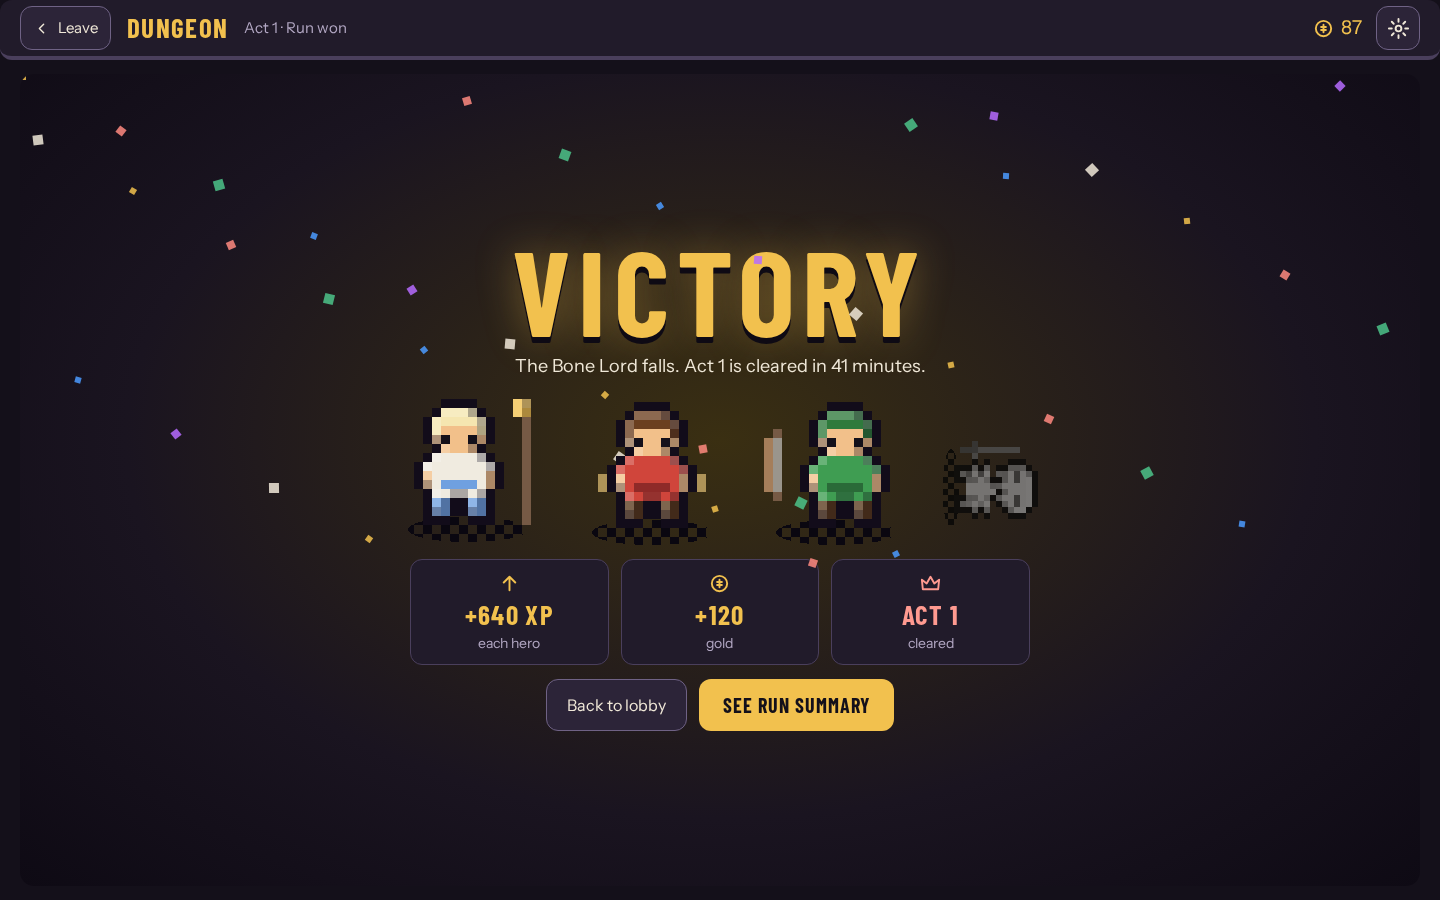 Leave
DUNGEON
Act 1 · Run won
87
VICTORY
The Bone Lord falls. Act 1 is cleared in 41 minutes.
+640 XP
each hero
+120
gold
ACT 1
cleared
Back to lobby
SEE RUN SUMMARY